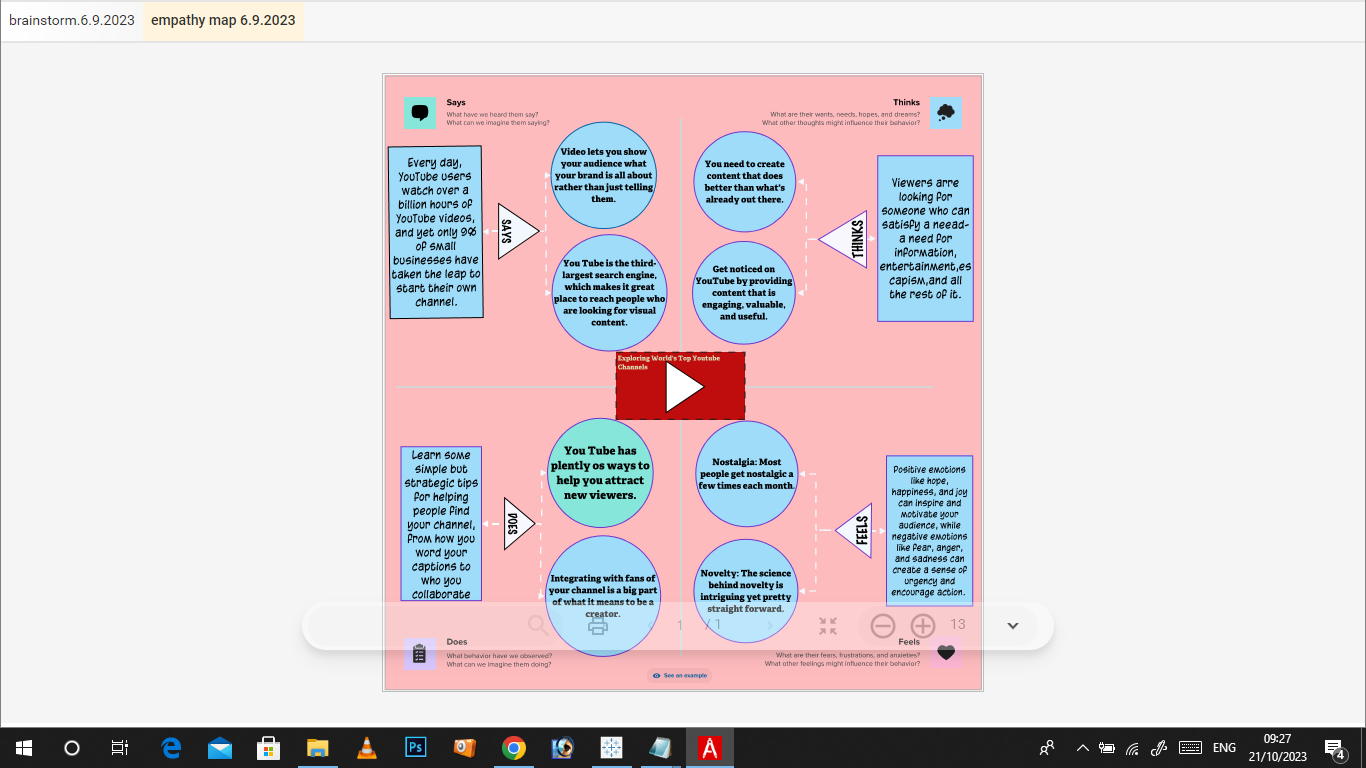 brainstorm.6.9.2023
empathy map 6.9.2023
Says
What have we heard them say?
What can we imagine them saying?
Thinks
What are their wants, needs, hopes, and dreams?
What other thoughts might influence their behavior?
Every day,
YouTube users
watch over a
billion hours of
YouTube videos,
and yet only 9%
of small
businesses have
taken the leap to
start their own
channel.
SAYS
Video lets you show
your audience what
your brand is all about
rather than just telling
them.
You Tube is the third-
largest search engine,
which makes it great
place to reach people who
are looking for visual
content.
You need to create
content that does
better than what's
already out there.
Get noticed on
YouTube by providing
content that is
engaging, valuable,
and useful.
THINKS
Viewers arre
looking for
someone who can
satisfy a neead-
a need for
information,
entertainment,es
capism,and all
the rest of it.
Exploring World's Top Youtube
Channels
Learn some
simple but
strategic tips
for helping
people find
your channel,
from how you
word your
captions to
who you
collaborate
DOES
You Tube has
plently os ways to
help you attract
new viewers.
Integrating with fans of
your channel is a big part
of what it means to be a
creator.
Nostalgia: Most
people get nostalgic a
few times each month.
Novelty: The science
behind novelty is
intriguing yet pretty
straight forward.
FEELS
Positive emotions
like hope,
happiness, and joy
can inspire and
motivate your
audience, while
negative emotions
like fear, anger,
and sadness can
create a sense of
urgency and
encourage action.
1 / 1
13
Does
What behavior have we observed?
What can we imagine them doing?
Feels
What are their fears, frustrations, and anxieties?
What other feelings might influence their behavior?
See an example
Ps
ENG
09:27
21/10/2023
4